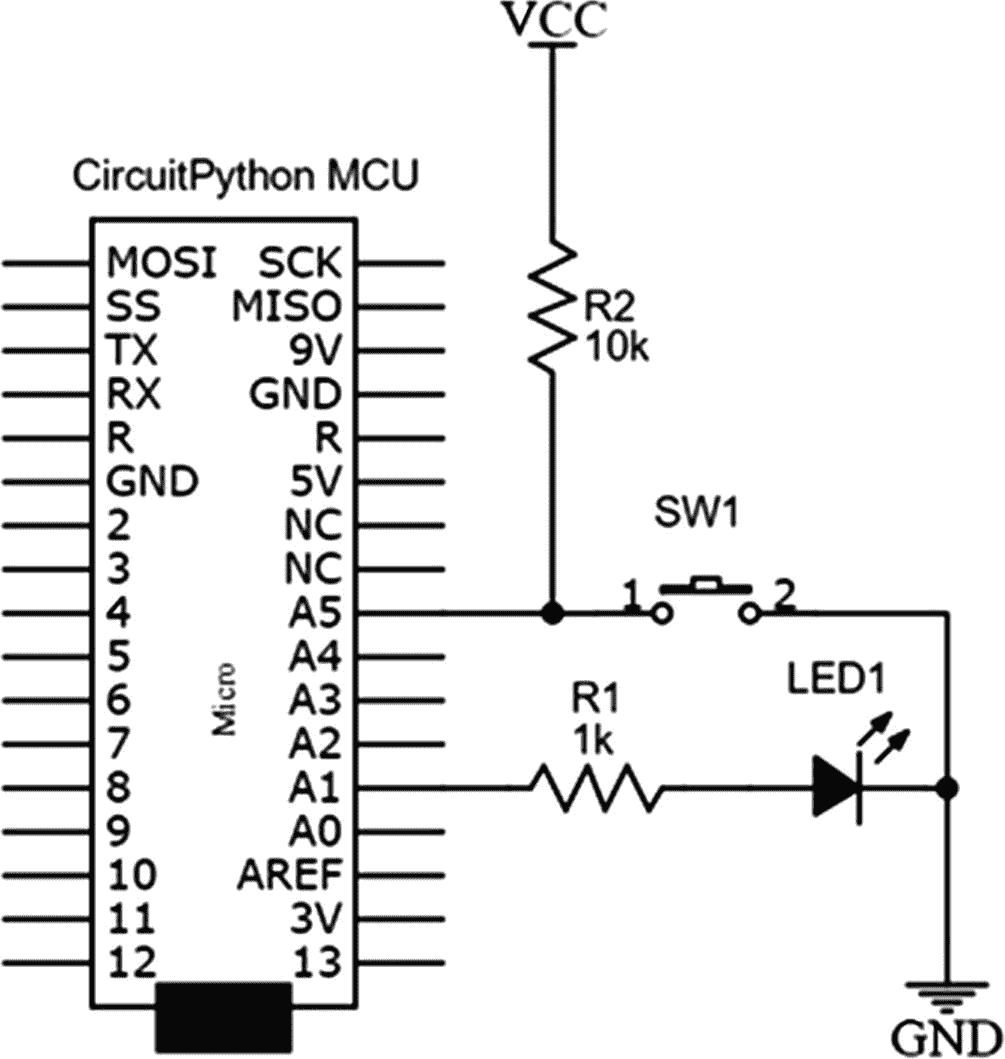 VCC
CircuitPython MCU
MOSI SCK
SS MISO
TX 9V
RX GND
R R
GND 5V
2 NC
3 NC
4 A5
5 A4
6 A3
7 A2
8 A1
9 A0
10 AREF
11 3V
12 13
Micro
R2
10k
SW1
1 2
R1
1k
LED1
GND